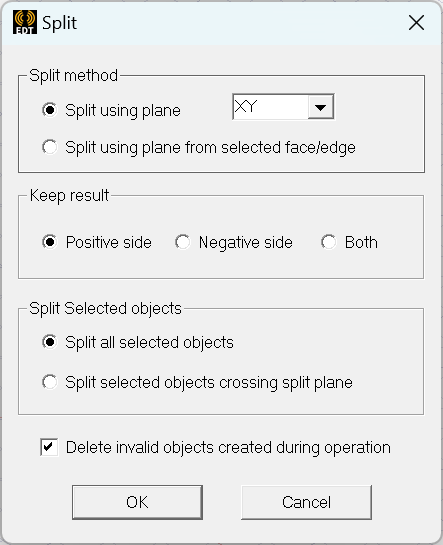 EDT Split
Split method
Split using plane XY
Split using plane from selected face/edge
Keep result
Positive side Negative side Both
Split Selected objects
Split all selected objects
Split selected objects crossing split plane
Delete invalid objects created during operation
OK Cancel